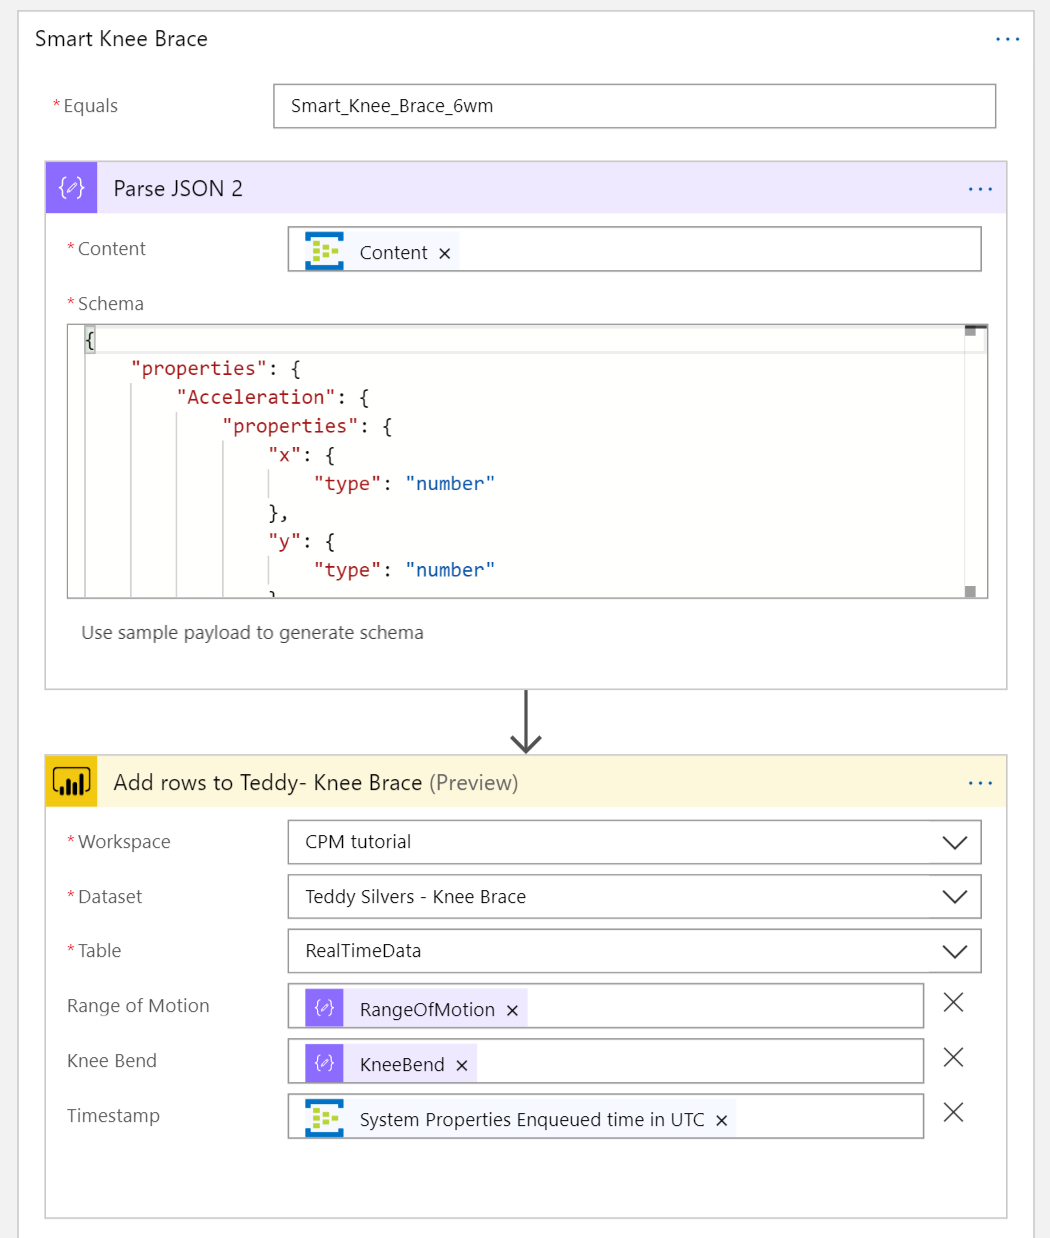 Smart Knee Brace
* Equals Smart_Knee_Brace_6wm
Parse JSON 2
* Content Content ×
* Schema
{
"properties": {
"Acceleration": {
"properties": {
"x": {
"type": "number"
},
"y": {
"type": "number"
Use sample payload to generate schema
Add rows to Teddy- Knee Brace (Preview)
* Workspace CPM tutorial
* Dataset Teddy Silvers - Knee Brace
* Table RealTimeData
Range of Motion RangeOfMotion ×
Knee Bend KneeBend ×
Timestamp System Properties Enqueued time in UTC ×